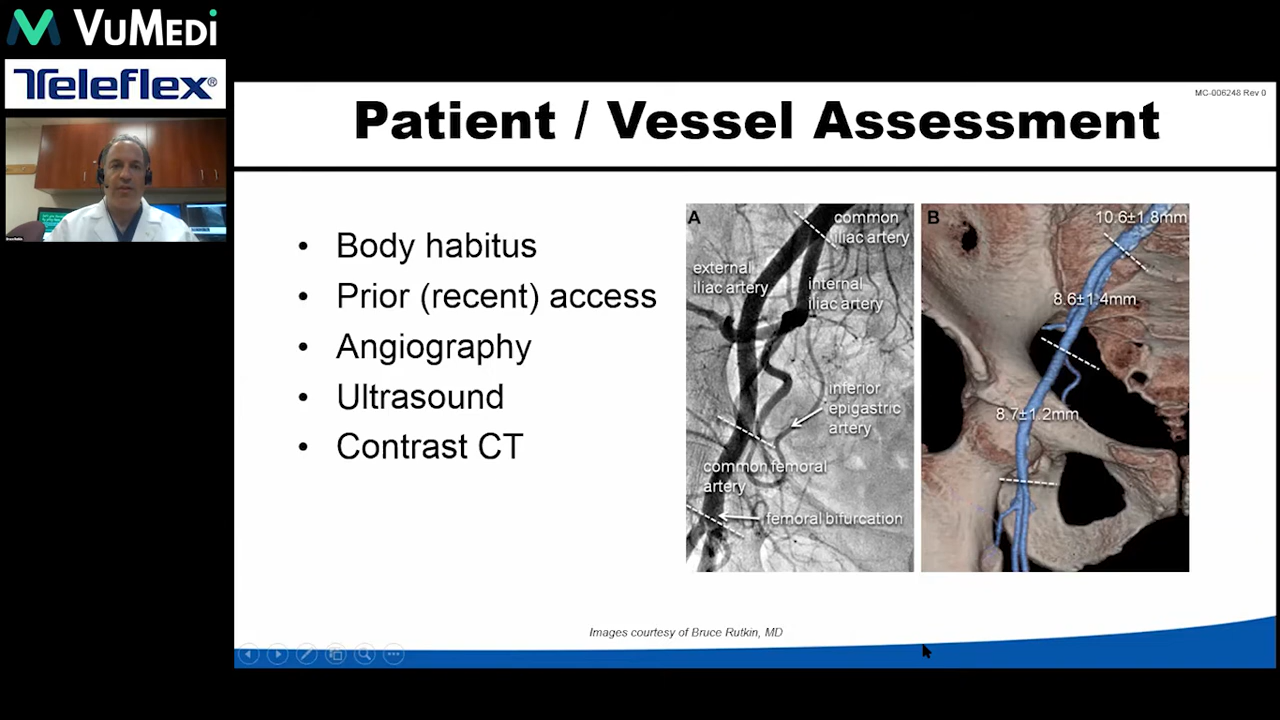 VUMEDi
Teleflex®
MC-006248 Rev 0
Patient / Vessel Assessment
• Body habitus
• Prior (recent) access
• Angiography
• Ultrasound
• Contrast CT
A
common
iliac artery
external
iliac artery
internal
iliac artery
inferior
epigastric
artery
common femoral
artery
femoral bifurcation
B
10.6±1.8mm
8.6±1.4mm
8.7±1.2mm
Images courtesy of Bruce Rutkin, MD